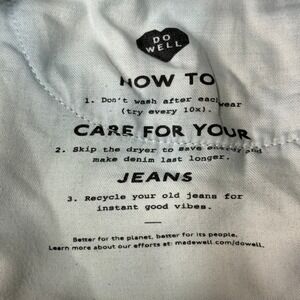 DO
WELL
HOW TO
1. Don't wash after each wear
(try every 10x).
CARE FOR YOUR
2. Skip the dryer to save energy and
make denim last longer.
JEANS
3. Recycle your old jeans for
instant good vibes.
Better for the planet, better for its people.
Learn more about our efforts at: madewell.com/dowell.